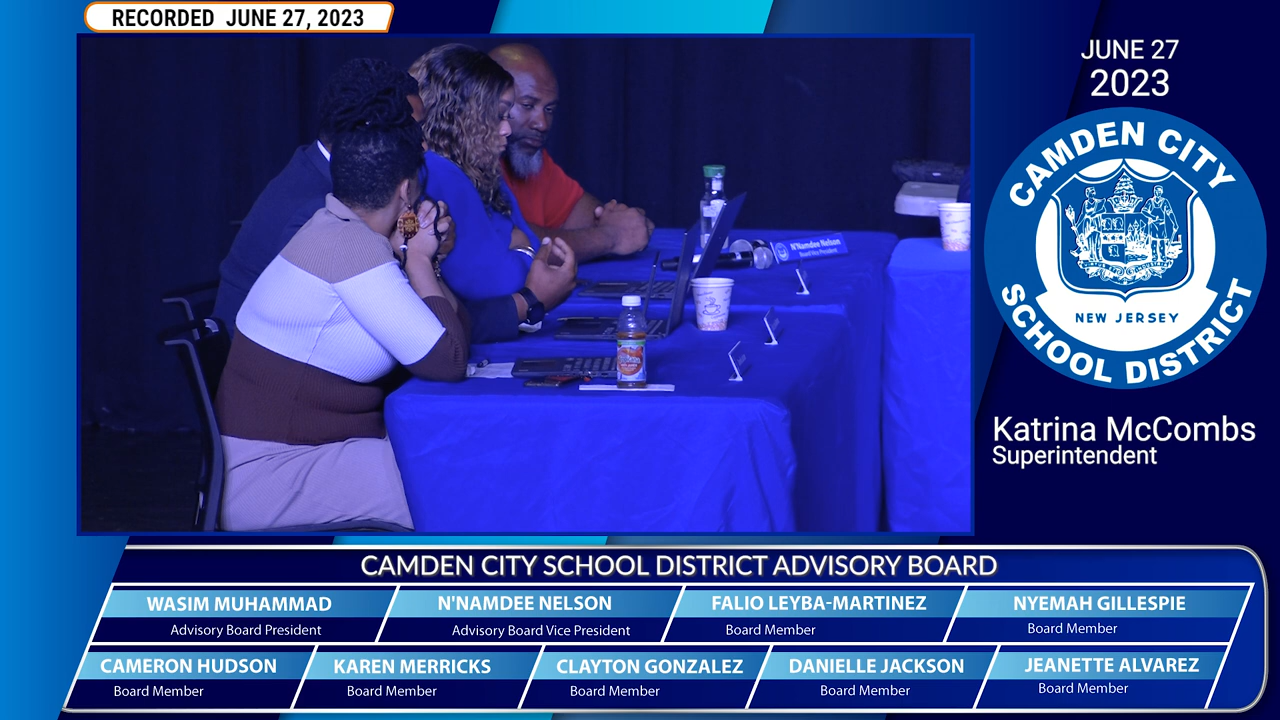 RECORDED JUNE 27, 2023
JUNE 27
2023
CAMDEN CITY
NEW JERSEY
SCHOOL DISTRICT
Katrina McCombs
Superintendent
N'Namdee Nelson
Board Vice President
CAMDEN CITY SCHOOL DISTRICT ADVISORY BOARD
WASIM MUHAMMAD
Advisory Board President
N'NAMDEE NELSON
Advisory Board Vice President
FALIO LEYBA-MARTINEZ
Board Member
NYEMAH GILLESPIE
Board Member
CAMERON HUDSON
Board Member
KAREN MERRICKS
Board Member
CLAYTON GONZALEZ
Board Member
DANIELLE JACKSON
Board Member
JEANETTE ALVAREZ
Board Member